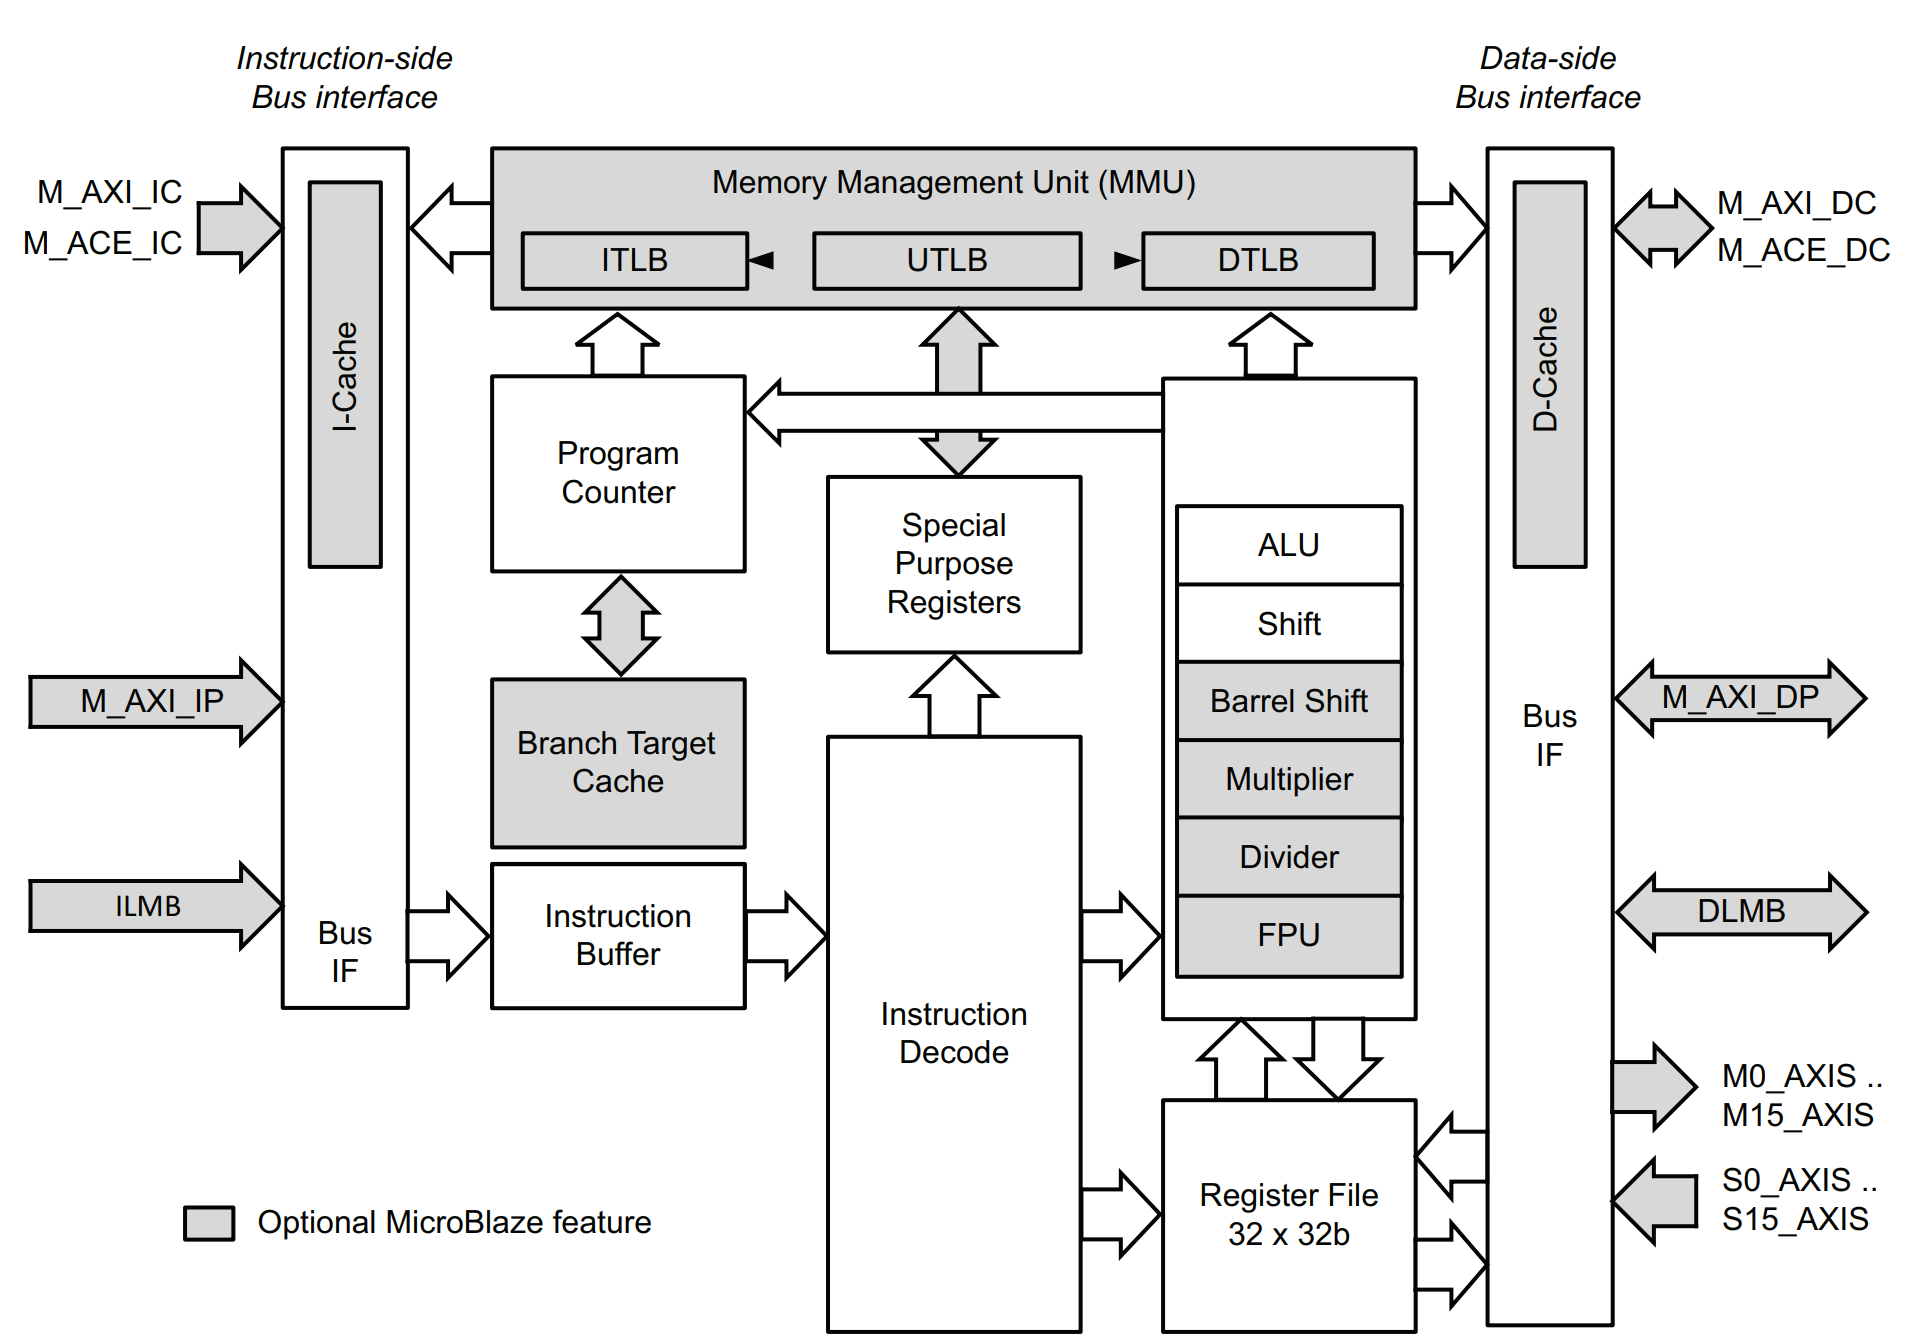 Instruction-side
Bus interface
Data-side
Bus interface
M_AXI_IC
M_ACE_IC
I-Cache
Memory Management Unit (MMU)
ITLB
UTLB
DTLB
D-Cache
M_AXI_DC
M_ACE_DC
Program
Counter
Special
Purpose
Registers
ALU
Shift
Barrel Shift
Multiplier
Divider
FPU
M_AXI_IP
Branch Target
Cache
Bus
IF
M_AXI_DP
ILMB
Bus
IF
Instruction
Buffer
DLMB
Instruction
Decode
M0_AXIS ..
M15_AXIS
Register File
32 x 32b
S0_AXIS ..
S15_AXIS
Optional MicroBlaze feature